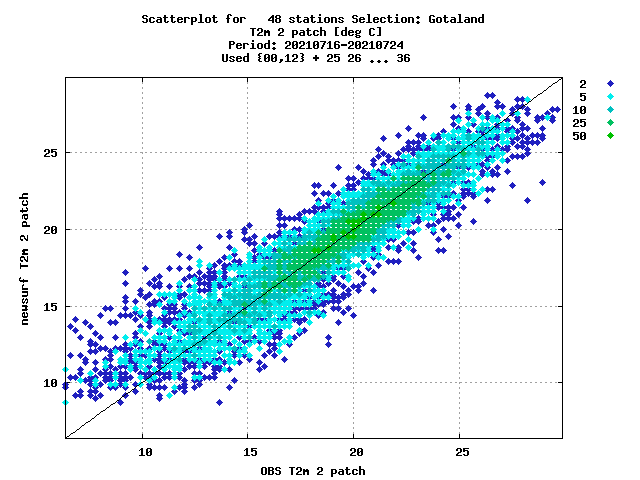 Scatterplot for 48 stations Selection: Gotaland
T2m 2 patch [deg C]
Period: 20210716-20210724
Used {00,12} + 25 26 ... 36
2
5
10
25
50
25
20
15
10
newsurf T2m 2 patch
10 15 20 25
OBS T2m 2 patch